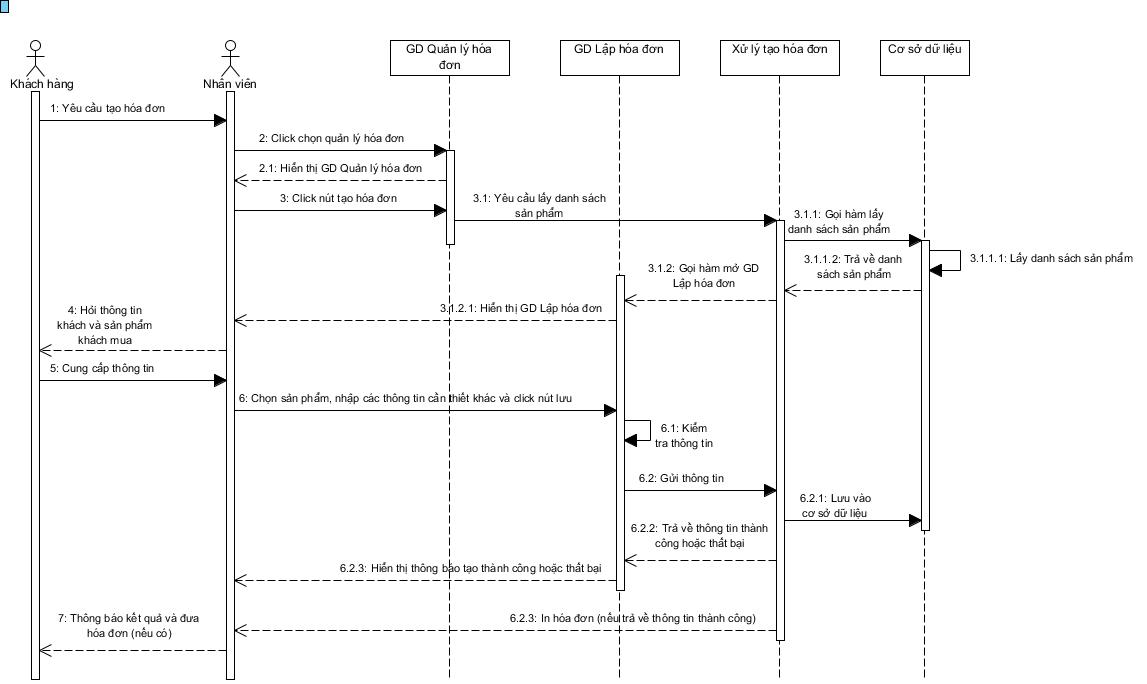 GD Quản lý hóa
đơn
GD Lập hóa đơn
Xử lý tạo hóa đơn
Cơ sở dữ liệu
Khách hàng
Nhân viên
1: Yêu cầu tạo hóa đơn
2: Click chọn quản lý hóa đơn
2.1: Hiển thị GD Quản lý hóa đơn
3: Click nút tạo hóa đơn
3.1: Yêu cầu lấy danh sách
sản phẩm
3.1.1: Gọi hàm lấy
danh sách sản phẩm
3.1.1.1: Lấy danh sách sản phẩm
3.1.1.2: Trả về danh
sách sản phẩm
3.1.2: Gọi hàm mở GD
Lập hóa đơn
3.1.2.1: Hiển thị GD Lập hóa đơn
4: Hỏi thông tin
khách và sản phẩm
khách mua
5: Cung cấp thông tin
6: Chọn sản phẩm, nhập các thông tin cần thiết khác và click nút lưu
6.1: Kiểm
tra thông tin
6.2: Gửi thông tin
6.2.1: Lưu vào
cơ sở dữ liệu
6.2.2: Trả về thông tin thành
công hoặc thất bại
6.2.3: Hiển thị thông báo tạo thành công hoặc thất bại
6.2.3: In hóa đơn (nếu trả về thông tin thành công)
7: Thông báo kết quả và đưa
hóa đơn (nếu có)